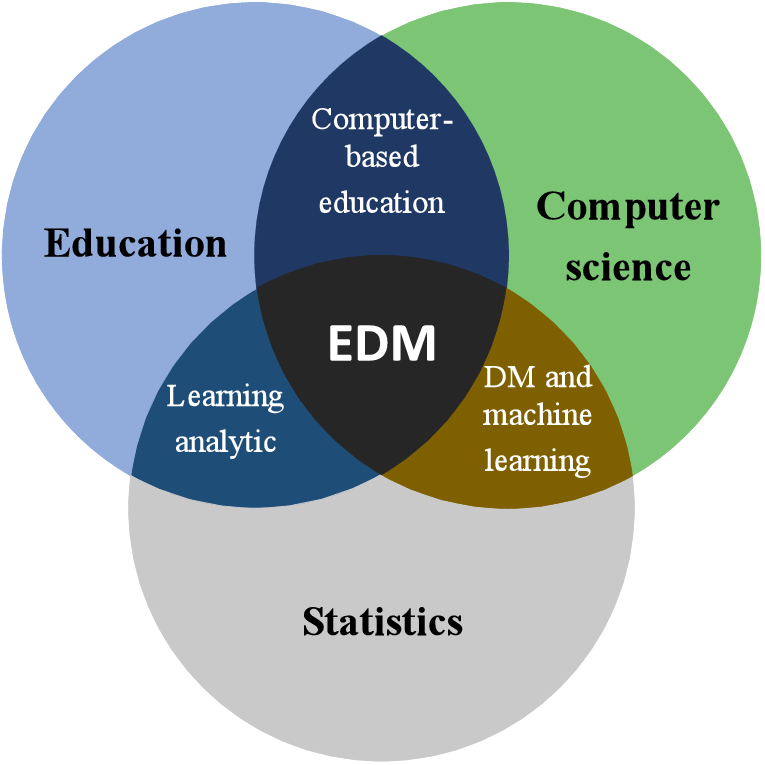 Computer-
based
education
Education
Computer
science
EDM
Learning
analytic
DM and
machine
learning
Statistics